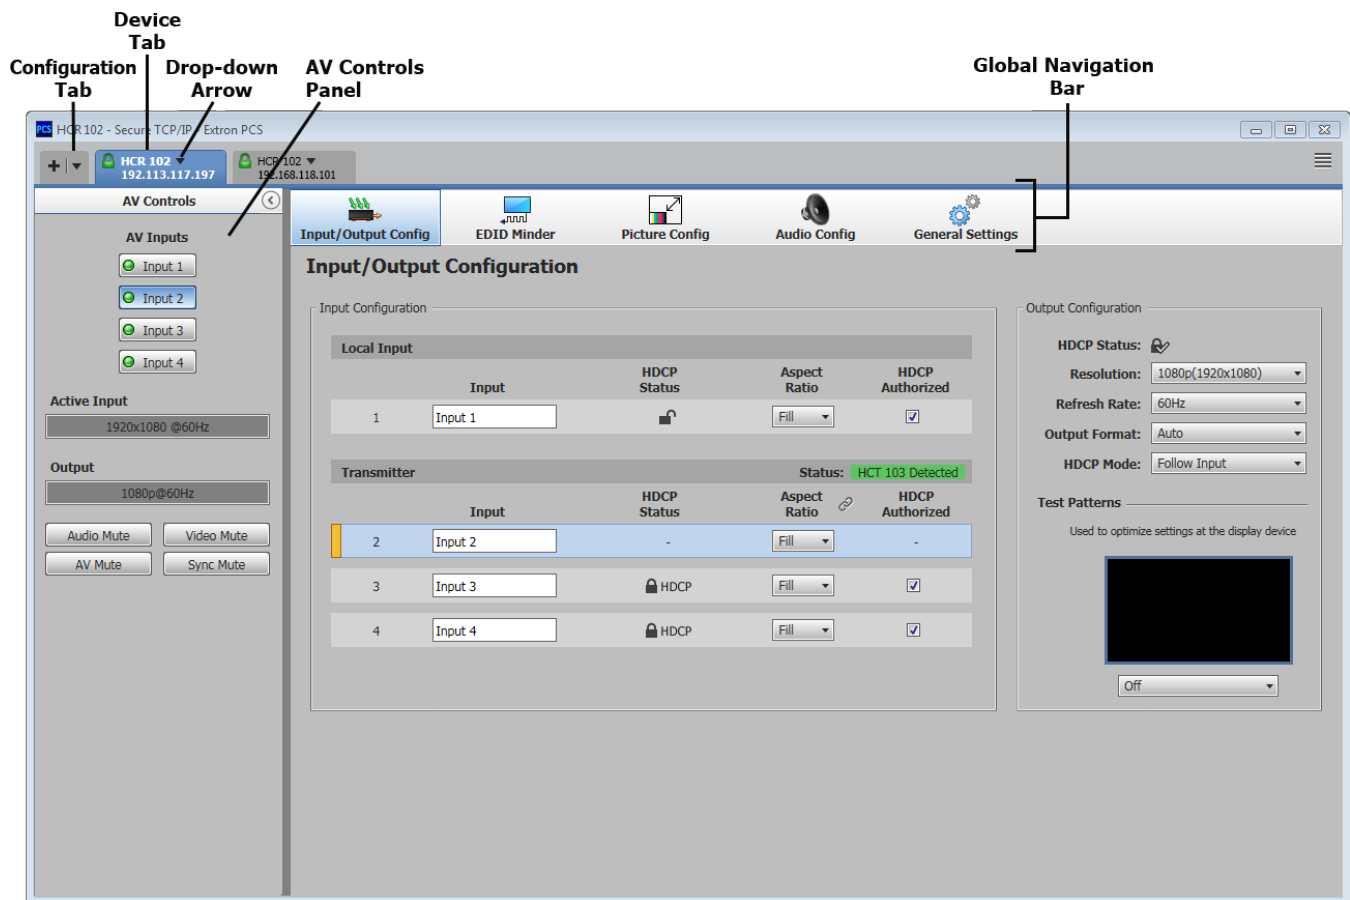 Device
Tab
Configuration
Tab
Drop-down
Arrow
AV Controls
Panel
Global Navigation
Bar
PCS HCR 102 - Secure TCP/IP - Extron PCS
HCR 102
192.113.117.197
HCR 102
192.168.118.101
AV Controls
AV Inputs
Input 1
Input 2
Input 3
Input 4
Active Input
1920x1080 @60Hz
Output
1080p@60Hz
Audio Mute Video Mute
AV Mute Sync Mute
Input/Output Config EDID Minder Picture Config Audio Config General Settings
Input/Output Configuration
Input Configuration
Local Input
Input HDCP Status Aspect Ratio HDCP Authorized
1 Input 1 Fill
Transmitter Status: HCT 103 Detected
Input HDCP Status Aspect Ratio HDCP Authorized
2 Input 2 - Fill -
3 Input 3 HDCP Fill
4 Input 4 HDCP Fill
Output Configuration
HDCP Status:
Resolution: 1080p(1920x1080)
Refresh Rate: 60Hz
Output Format: Auto
HDCP Mode: Follow Input
Test Patterns
Used to optimize settings at the display device
Off